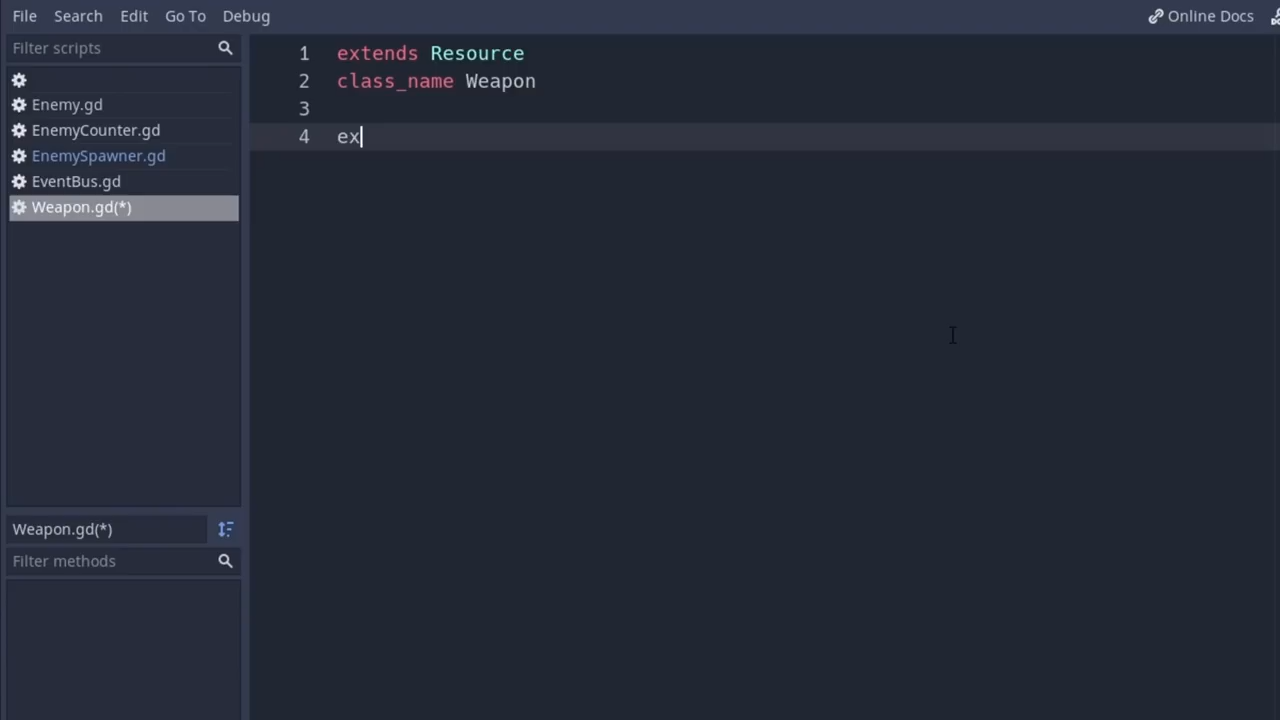 File Search Edit Go To Debug Online Docs
Filter scripts
Enemy.gd
EnemyCounter.gd
EnemySpawner.gd
EventBus.gd
Weapon.gd(*)
Weapon.gd(*)
Filter methods
1 extends Resource
2 class_name Weapon
3
4 ex